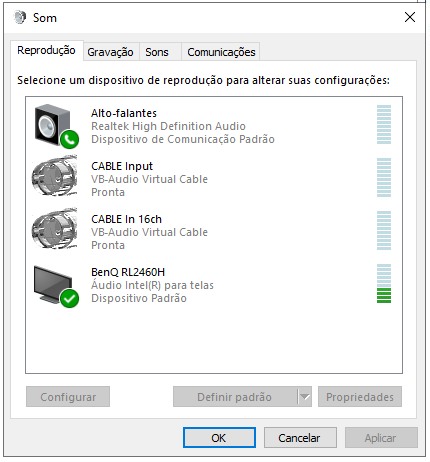 Som
Reprodução
Gravação
Sons
Comunicações
Selecione um dispositivo de reprodução para alterar suas configurações:
Alto-falantes
Realtek High Definition Audio
Dispositivo de Comunicação Padrão
CABLE Input
VB-Audio Virtual Cable
Pronta
CABLE In 16ch
VB-Audio Virtual Cable
Pronta
BenQ RL2460H
Áudio Intel(R) para telas
Dispositivo Padrão
Configurar
Definir padrão
Propriedades
OK
Cancelar
Aplicar